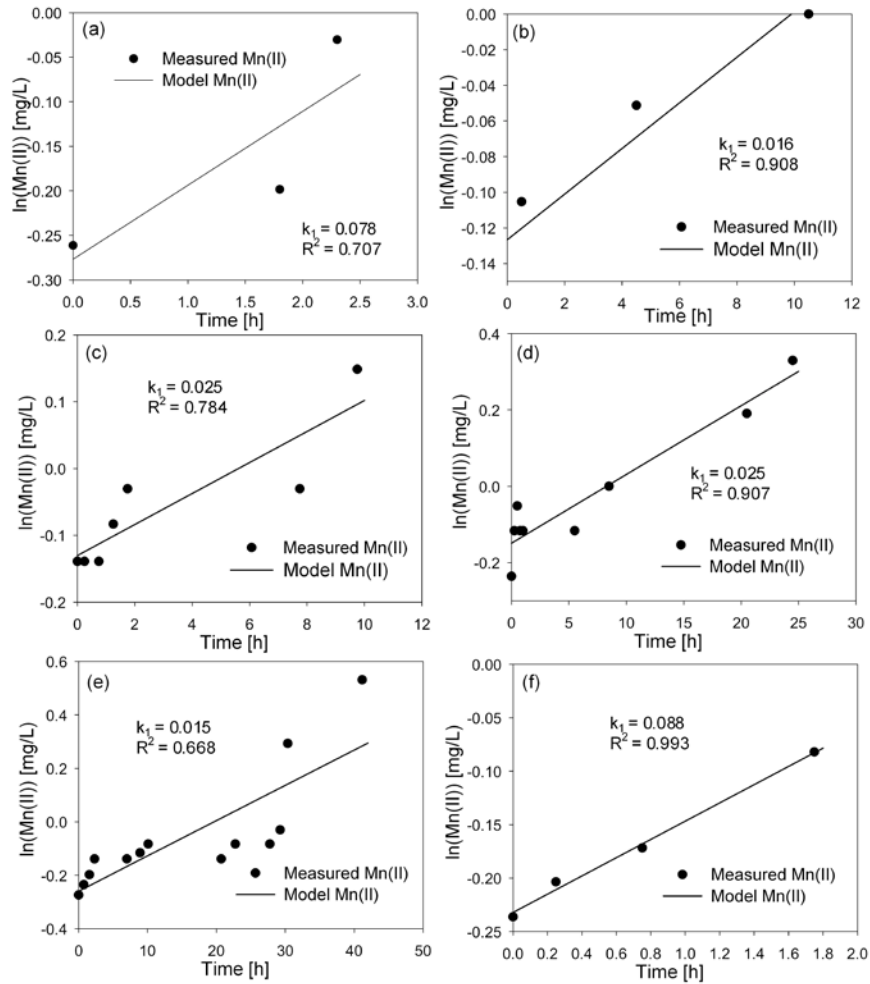 (a)
Measured Mn(II)
Model Mn(II)
k1 = 0.078
R2 = 0.707
0.00
-0.05
-0.10
-0.15
-0.20
-0.25
-0.30
0.0 0.5 1.0 1.5 2.0 2.5 3.0
Time [h]
ln(Mn(II)) [mg/L]
(b)
k1 = 0.016
R2 = 0.908
Measured Mn(II)
Model Mn(II)
0.00
-0.02
-0.04
-0.06
-0.08
-0.10
-0.12
-0.14
0 2 4 6 8 10 12
Time [h]
ln(Mn(II)) [mg/L]
(c)
k1 = 0.025
R2 = 0.784
Measured Mn(II)
Model Mn(II)
0.2
0.1
0.0
-0.1
-0.2
0 2 4 6 8 10 12
Time [h]
ln(Mn(II)) [mg/L]
(d)
k1 = 0.025
R2 = 0.907
Measured Mn(II)
Model Mn(II)
0.4
0.2
0.0
-0.2
0 5 10 15 20 25 30
Time [h]
ln(Mn(II)) [mg/L]
(e)
k1 = 0.015
R2 = 0.668
Measured Mn(II)
Model Mn(II)
0.6
0.4
0.2
0.0
-0.2
-0.4
0 10 20 30 40 50
Time [h]
ln(Mn(II)) [mg/L]
(f)
k1 = 0.088
R2 = 0.993
Measured Mn(II)
Model Mn(II)
0.00
-0.05
-0.10
-0.15
-0.20
-0.25
0.0 0.2 0.4 0.6 0.8 1.0 1.2 1.4 1.6 1.8 2.0
Time [h]
ln(Mn(II)) [mg/L]